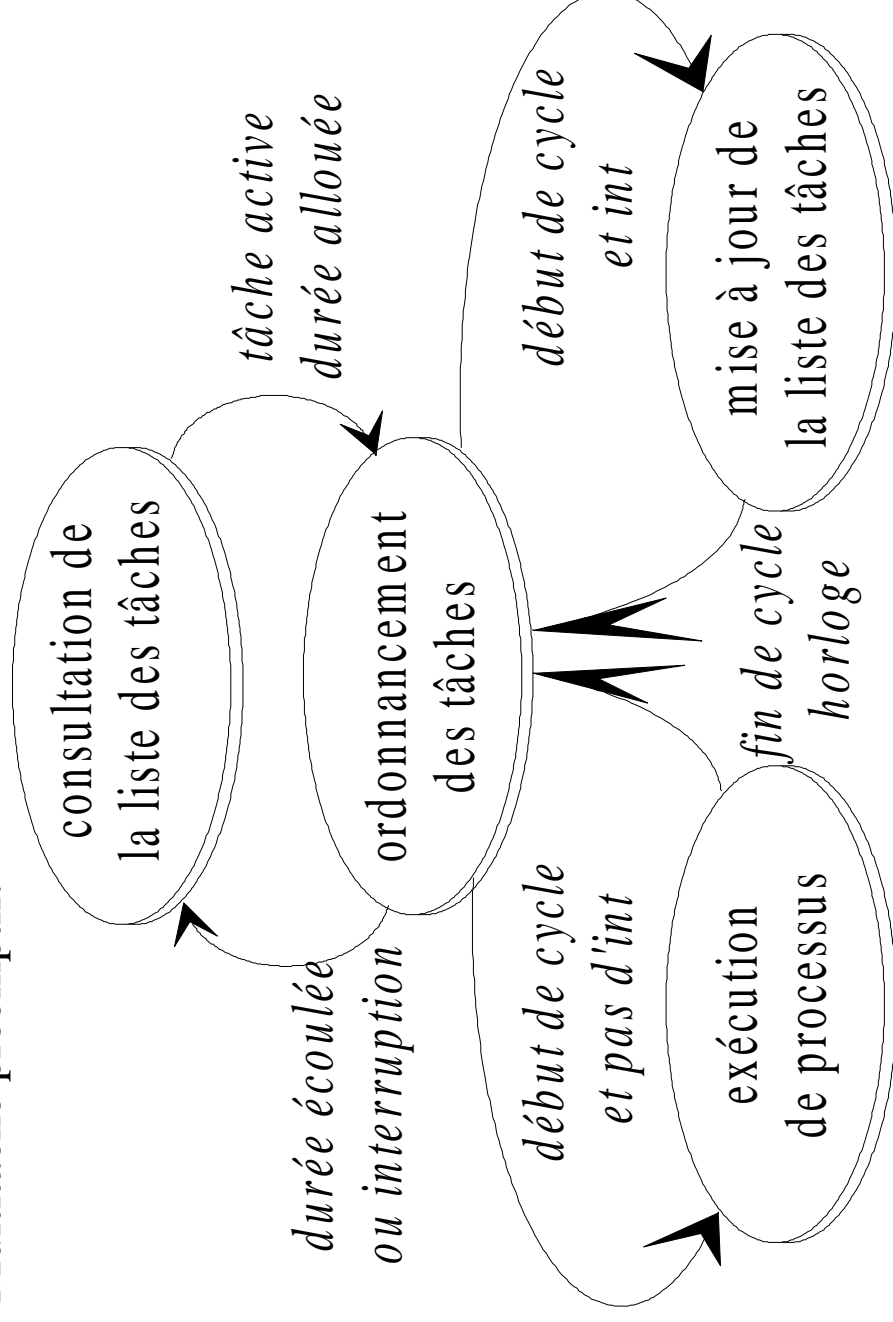 consultation de
la liste des tâches
tâche active
durée allouée
durée écoulée
ou interruption
ordonnancement
des tâches
début de cycle
et pas d'int
début de cycle
et int
exécution
de processus
fin de cycle
horloge
mise à jour de
la liste des tâches